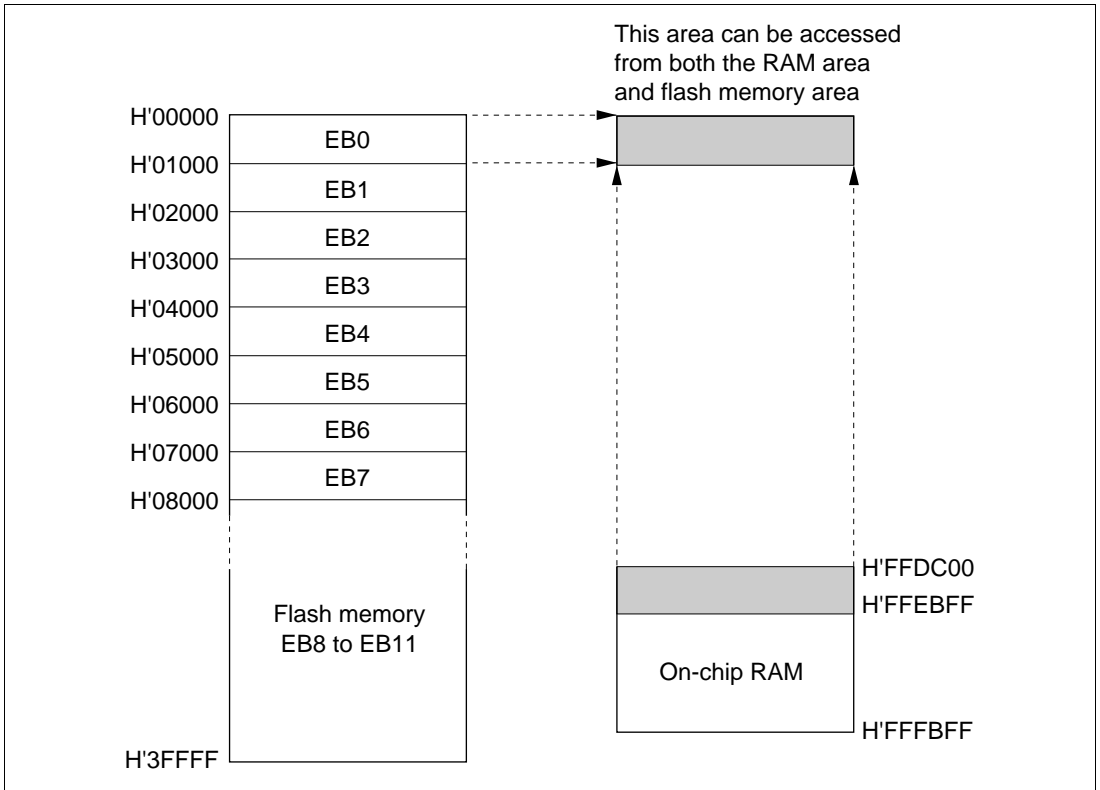 This area can be accessed
from both the RAM area
and flash memory area
H'00000
EB0
H'01000
EB1
H'02000
EB2
H'03000
EB3
H'04000
EB4
H'05000
EB5
H'06000
EB6
H'07000
EB7
H'08000
Flash memory
EB8 to EB11
H'3FFFF
H'FFDC00
H'FFEBFF
On-chip RAM
H'FFFBFF